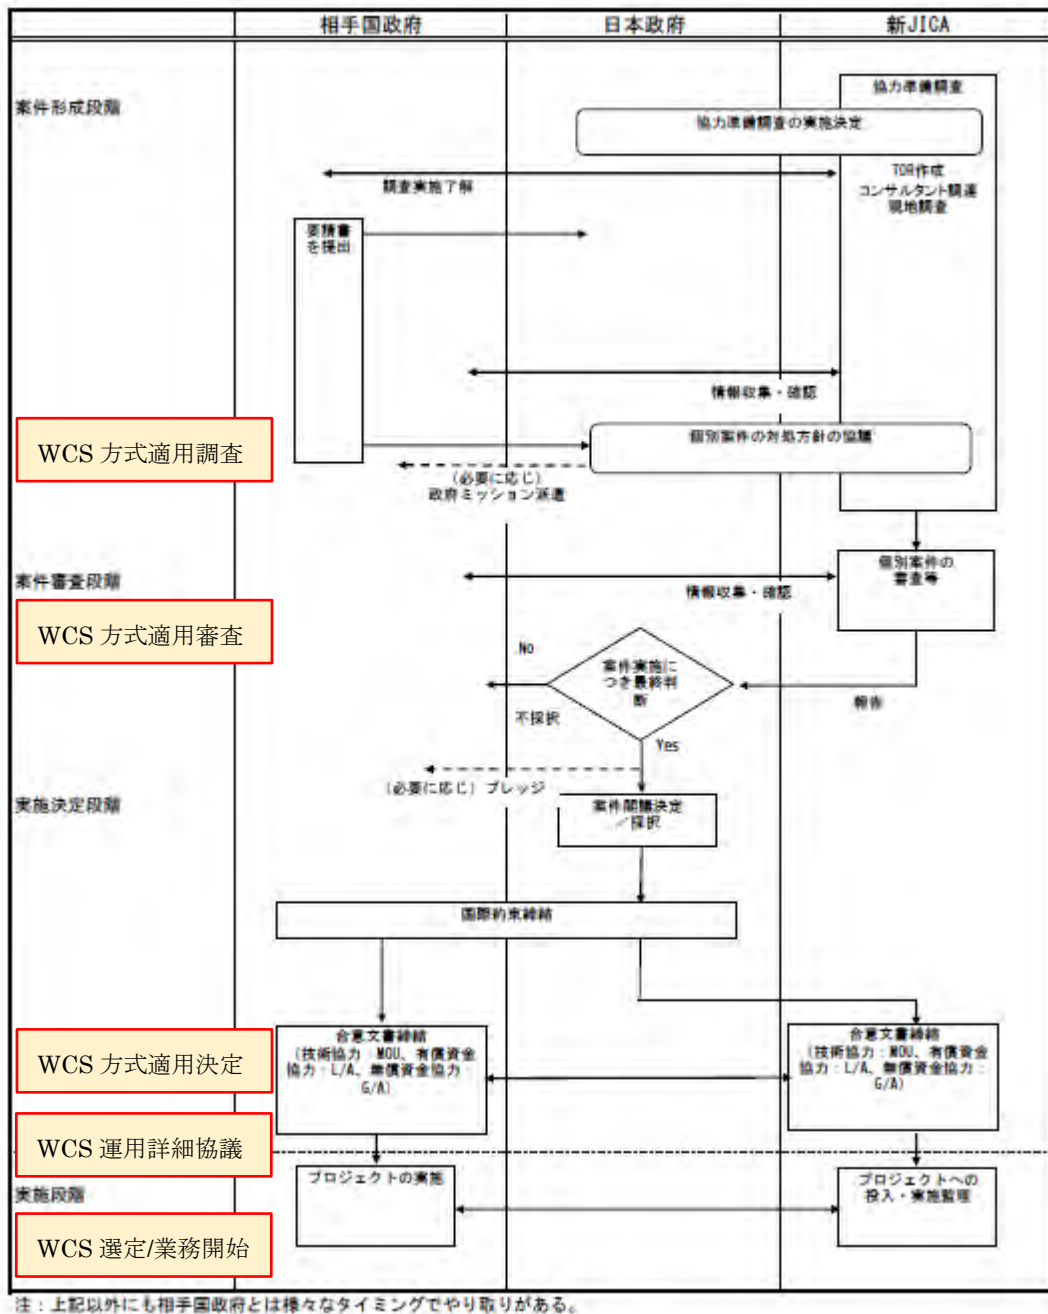 相手国政府 日本政府 新JICA
案件形成段階
協力準備調査
協力準備調査の実施決定
調査実施了解
TOR作成
コンサルタント調達
現地調査
要請書
を提出
情報収集・確認
WCS 方式適用調査
個別案件の対処方針の協議
(必要に応じ)
政府ミッション派遣
案件審査段階
個別案件の
審査等
情報収集・確認
WCS 方式適用審査
No
案件実施に
つき最終判
断
不採択
報告
Yes
(必要に応じ) プレッジ
実施決定段階
案件閣議決定
／採択
国際約束締結
WCS 方式適用決定
合意文書締結
(技術協力：MOU、有償資金
協力：L/A、無償資金協力：
G/A)
合意文書締結
(技術協力：MOU、有償資金
協力：L/A、無償資金協力：
G/A)
WCS 運用詳細協議
実施段階
プロジェクトの実施
プロジェクトへの
投入・実施監理
WCS 選定/業務開始
注：上記以外にも相手国政府とは様々なタイミングでやり取りがある。